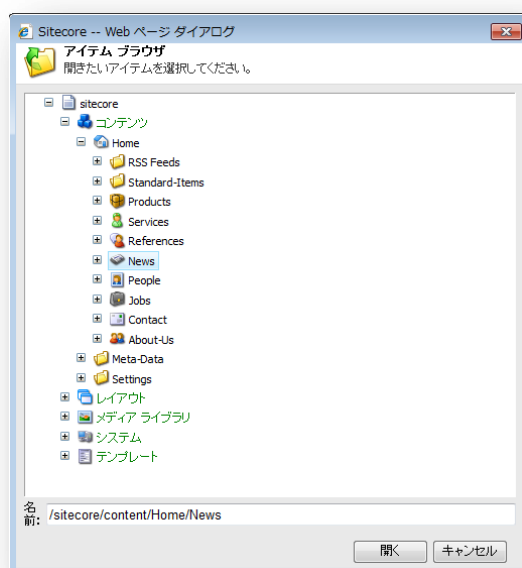 Sitecore -- Web ページ ダイアログ
アイテム ブラウザ
開きたいアイテムを選択してください。
sitecore
コンテンツ
Home
RSS Feeds
Standard-Items
Products
Services
References
News
People
Jobs
Contact
About-Us
Meta-Data
Settings
レイアウト
メディア ライブラリ
システム
テンプレート
名前: /sitecore/content/Home/News
開く キャンセル